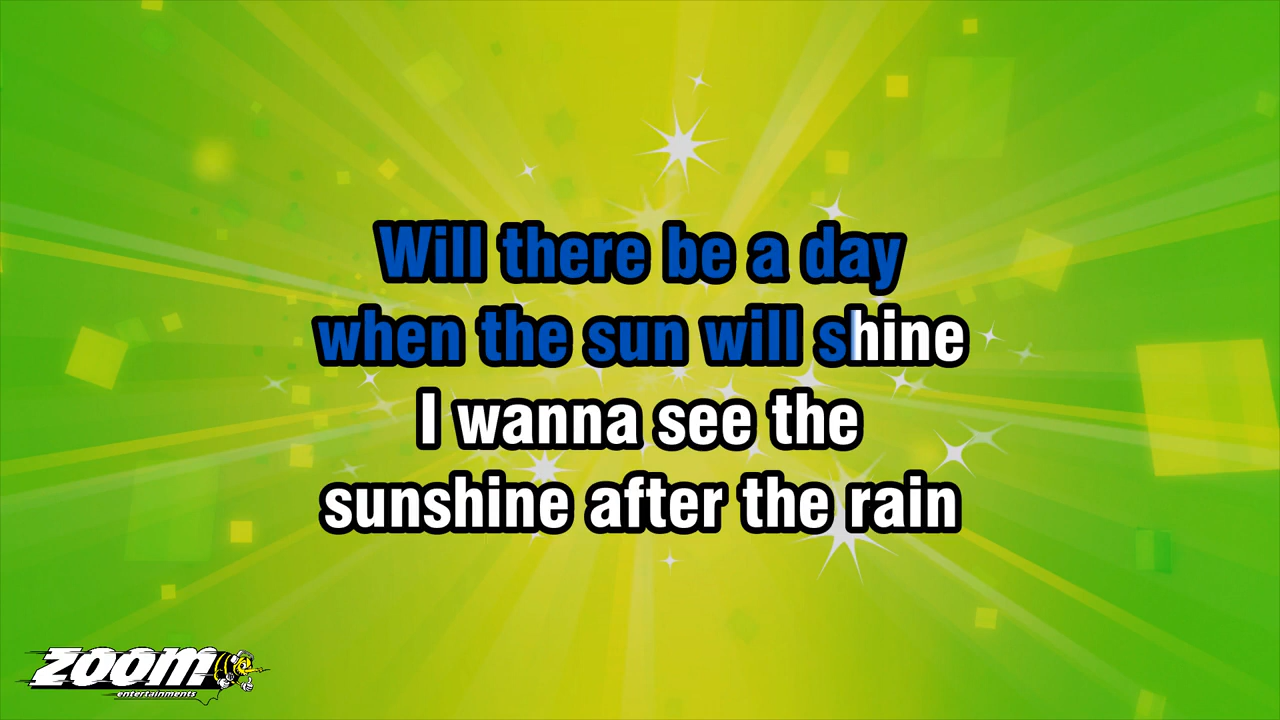 Will there be a day
when the sun will shine
I wanna see the
sunshine after the rain
ZOOM
entertainments